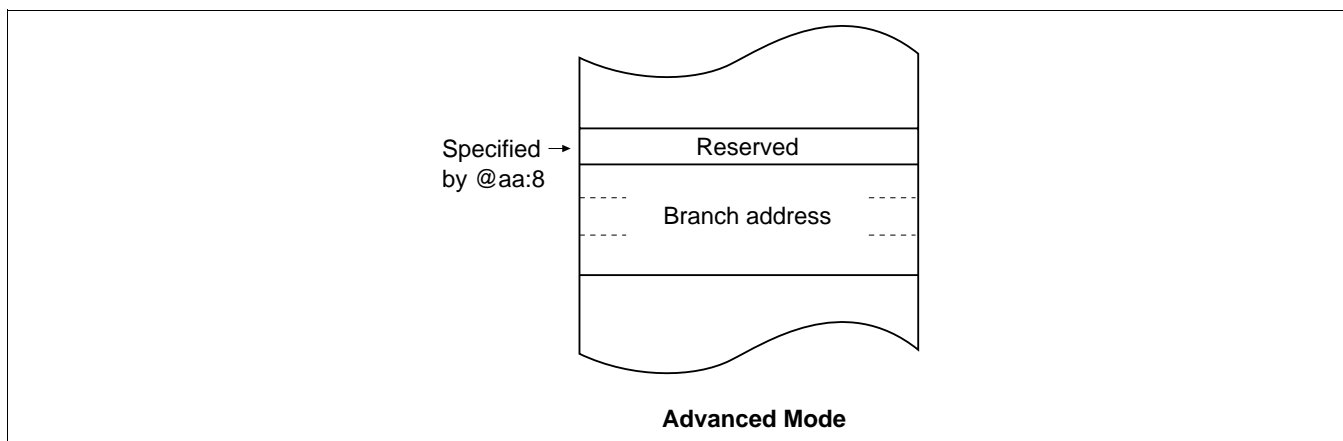 Reserved
Specified
by @aa:8
Branch address
Advanced Mode